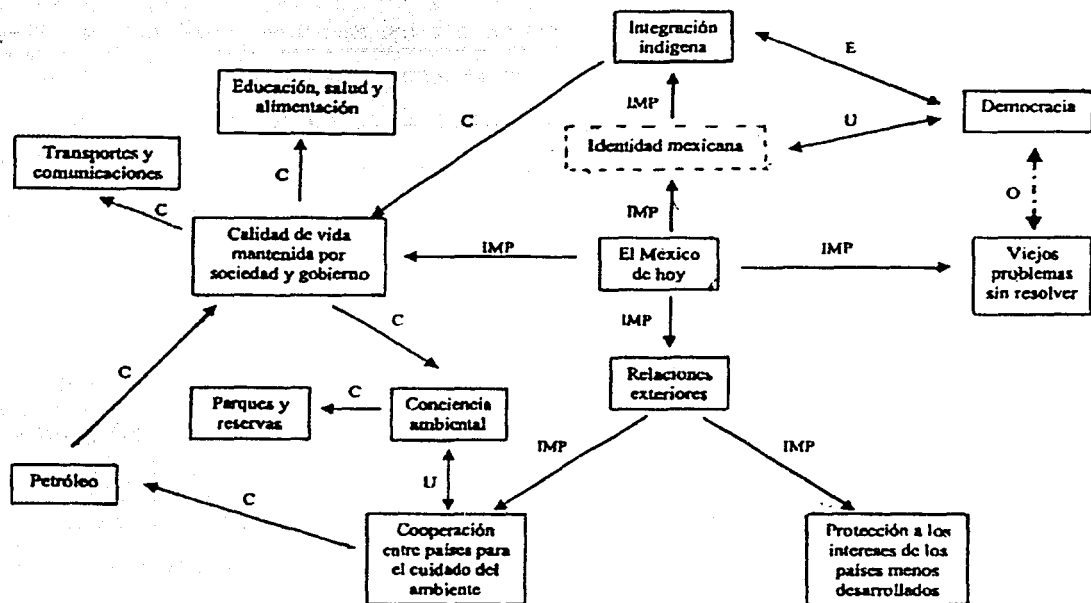 Integración
indígena
E
Educación, salud y
alimentación
IMP
Democracia
C
U
Identidad mexicana
Transportes y
comunicaciones
C
O
C
IMP
Calidad de vida
mantenida por
sociedad y gobierno
IMP
El México
de hoy
IMP
Viejos
problemas
sin resolver
IMP
C
C
Relaciones
exteriores
Parques y
reservas
C
Conciencia
ambiental
IMP
IMP
Petróleo
U
C
Cooperación
entre países para
el cuidado del
ambiente
Protección a los
intereses de los
países menos
desarrollados